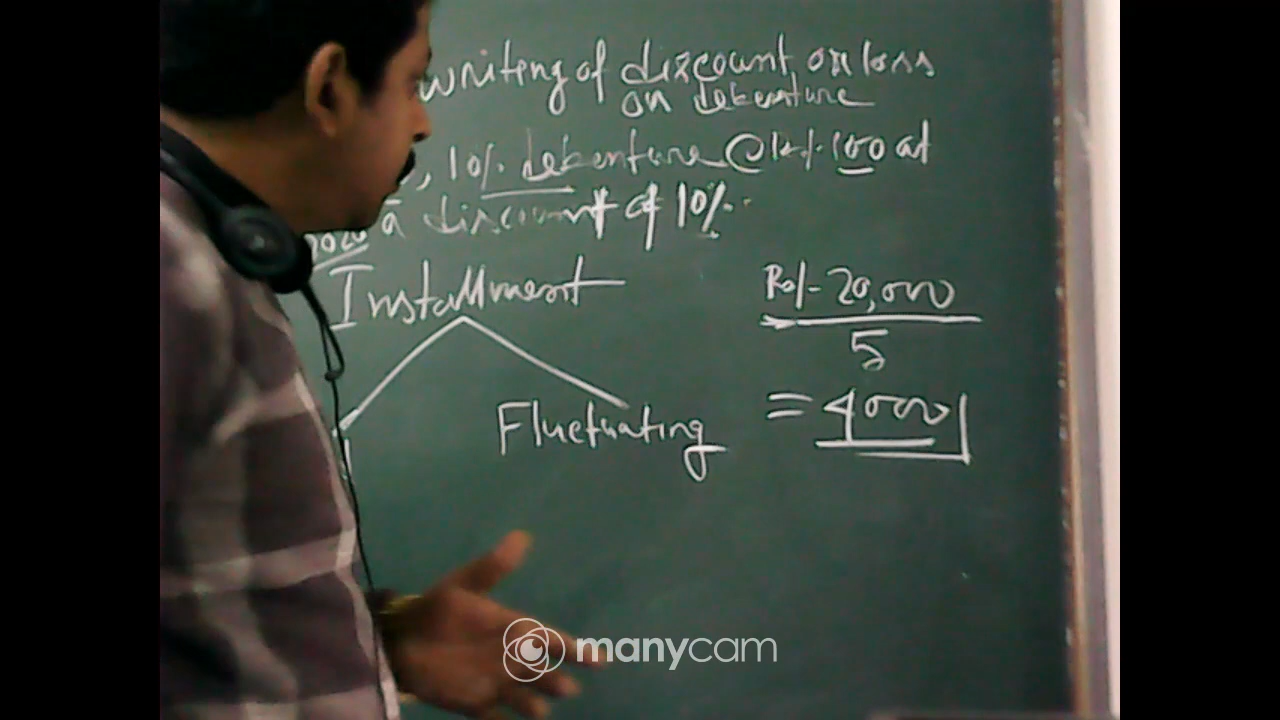 writing of discount, or loss
on debenture
, 10% debenture @ 100 at
a discount of 10%.
Installment
Rs/- 20,000
5
Fluctuating
= 4000
manycam